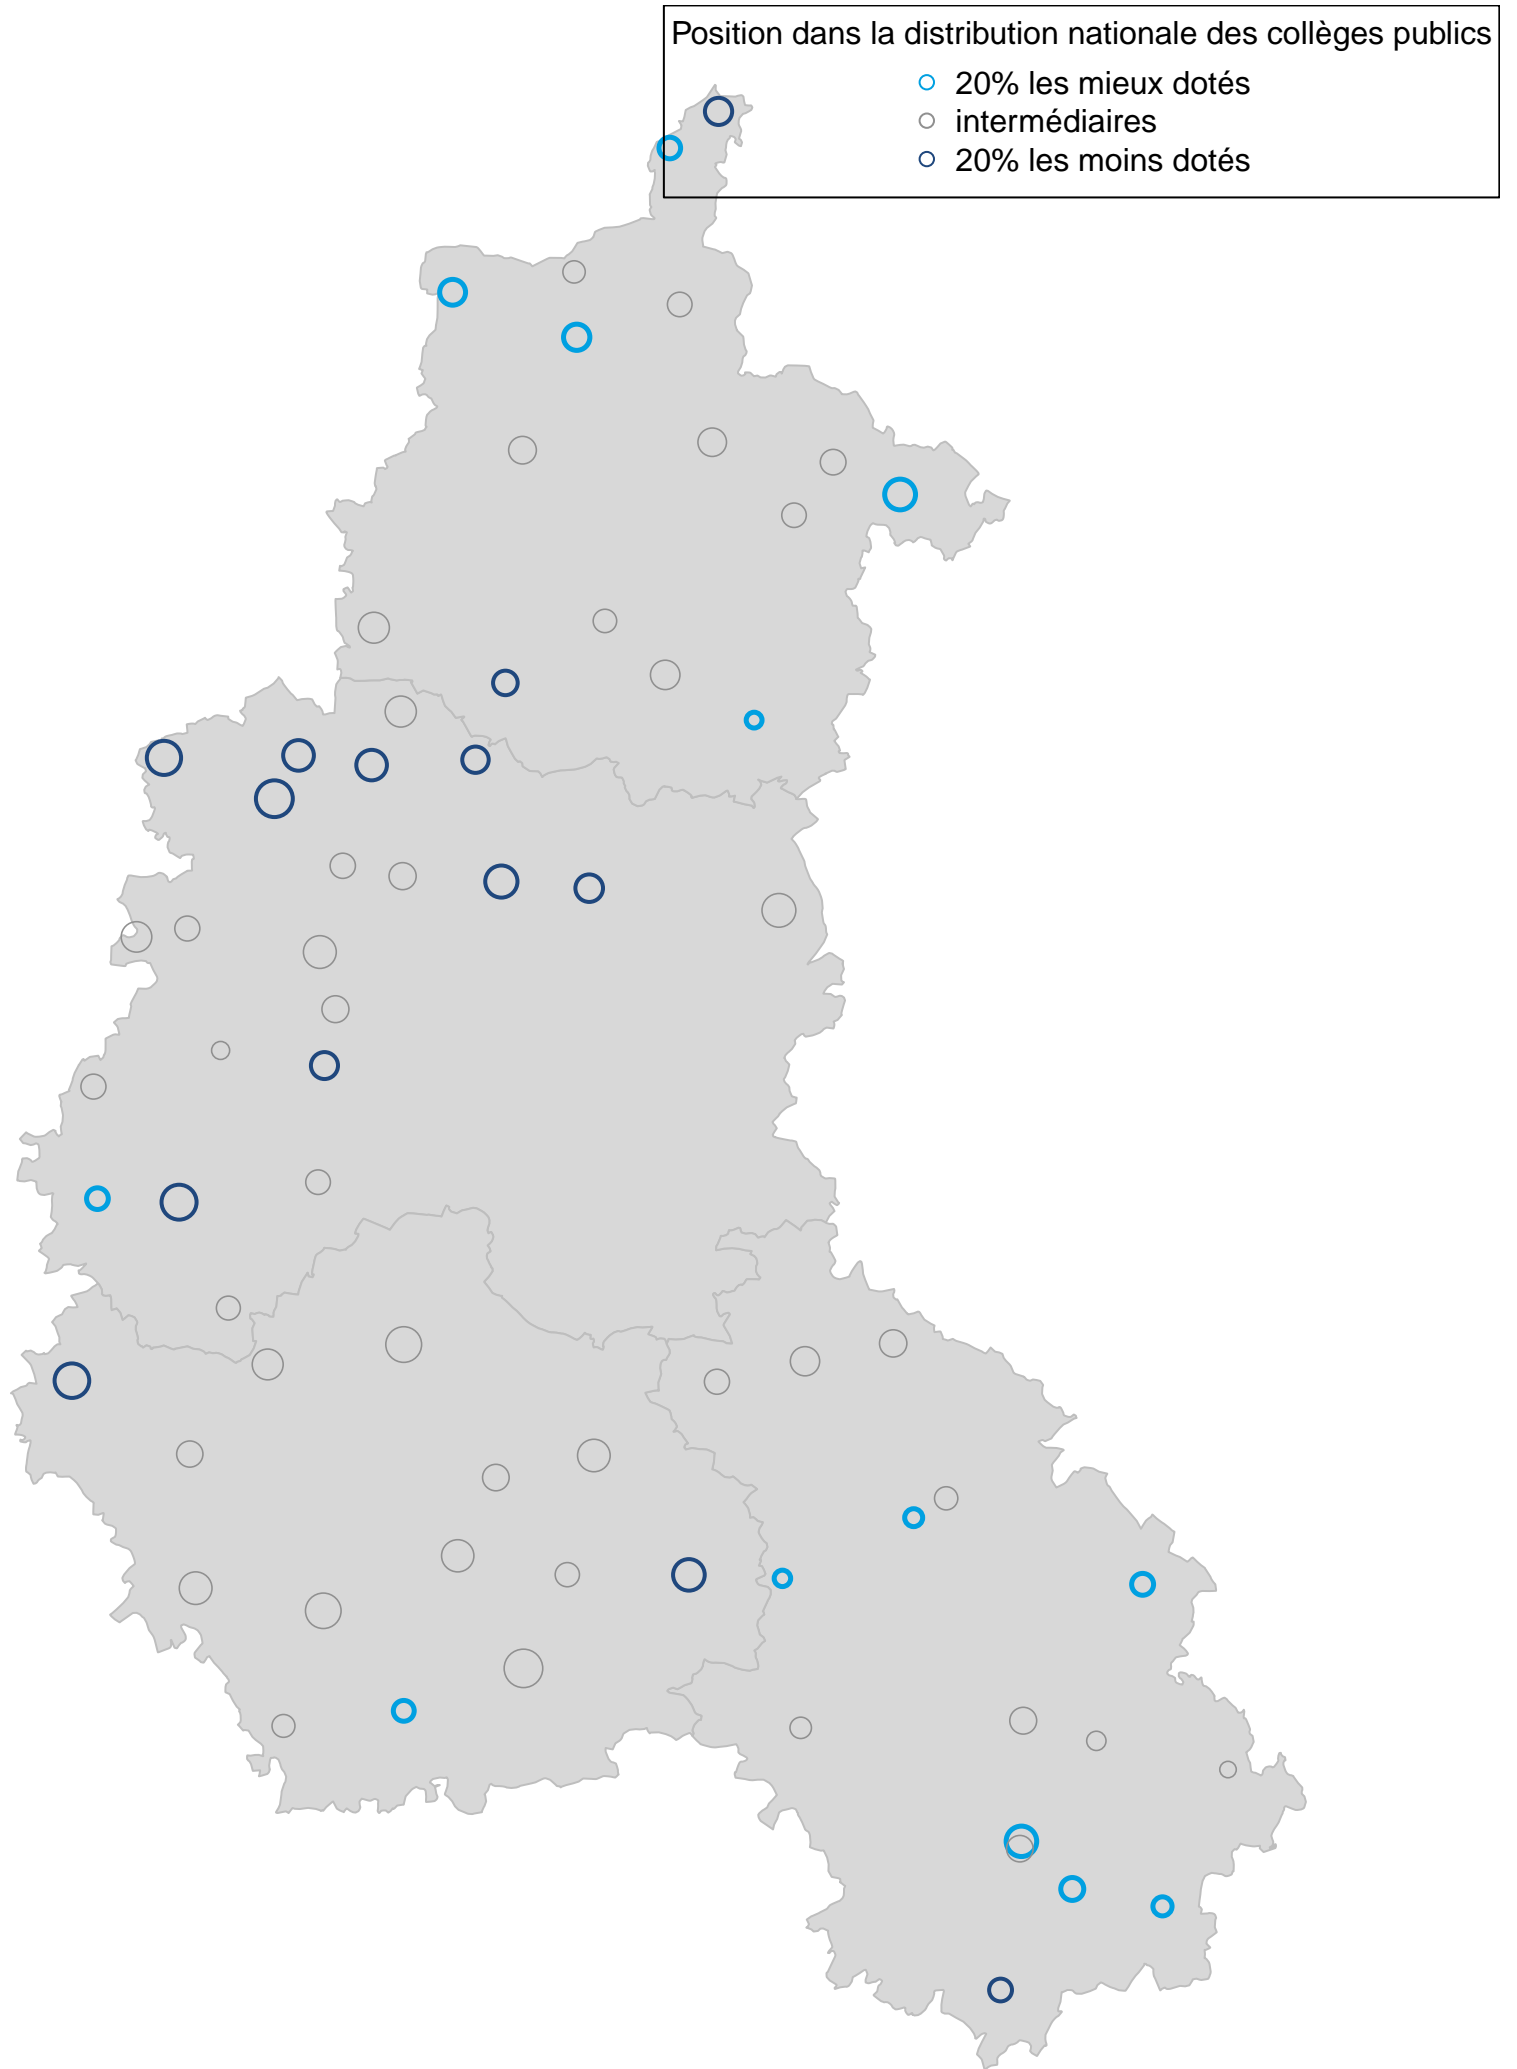 Position dans la distribution nationale des collèges publics
20% les mieux dotés
intermédiaires
20% les moins dotés